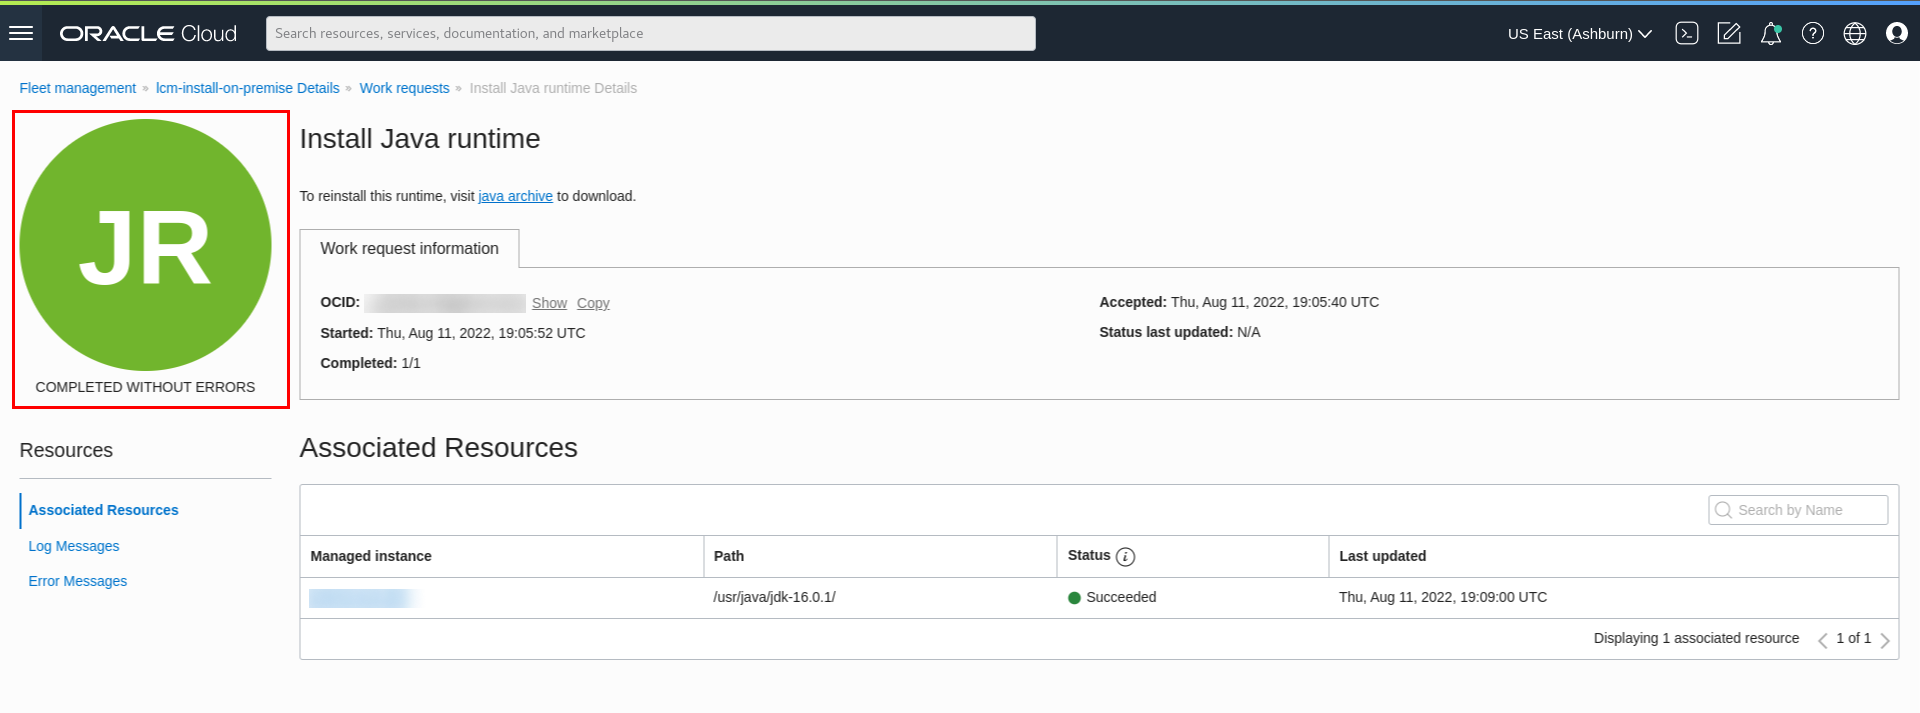 ORACLE Cloud
Search resources, services, documentation, and marketplace
US East (Ashburn)
Fleet management » lcm-install-on-premise Details » Work requests » Install Java runtime Details
JR
COMPLETED WITHOUT ERRORS
Install Java runtime
To reinstall this runtime, visit java archive to download.
Work request information
OCID: Show Copy
Started: Thu, Aug 11, 2022, 19:05:52 UTC
Completed: 1/1
Accepted: Thu, Aug 11, 2022, 19:05:40 UTC
Status last updated: N/A
Resources
Associated Resources
Log Messages
Error Messages
Associated Resources
Search by Name
Managed instance Path Status i Last updated
/usr/java/jdk-16.0.1/ Succeeded Thu, Aug 11, 2022, 19:09:00 UTC
Displaying 1 associated resource < 1 of 1 >